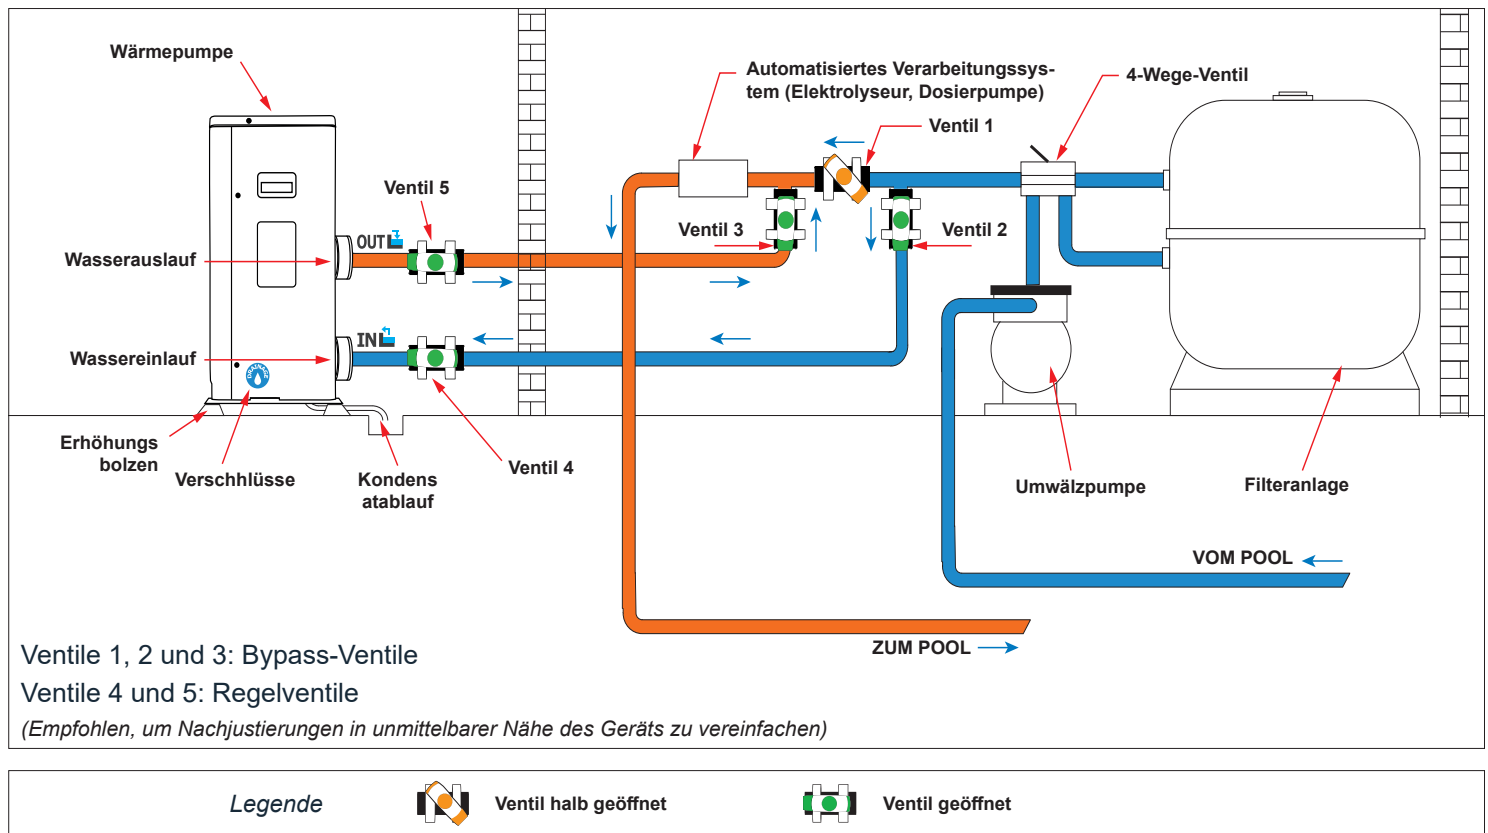 Wärmepumpe
Automatisiertes Verarbeitungssys-
tem (Elektrolyseur, Dosierpumpe)
4-Wege-Ventil
Ventil 1
Ventil 5
Ventil 3
Ventil 2
OUT
Wasserauslauf
IN
Wassereinlauf
DRAINAGE
Erhöhungs
bolzen
Verschhlüsse
Kondens
atablauf
Ventil 4
Umwälzpumpe
Filteranlage
VOM POOL
ZUM POOL
Ventile 1, 2 und 3: Bypass-Ventile
Ventile 4 und 5: Regelventile
(Empfohlen, um Nachjustierungen in unmittelbarer Nähe des Geräts zu vereinfachen)
Legende
Ventil halb geöffnet
Ventil geöffnet